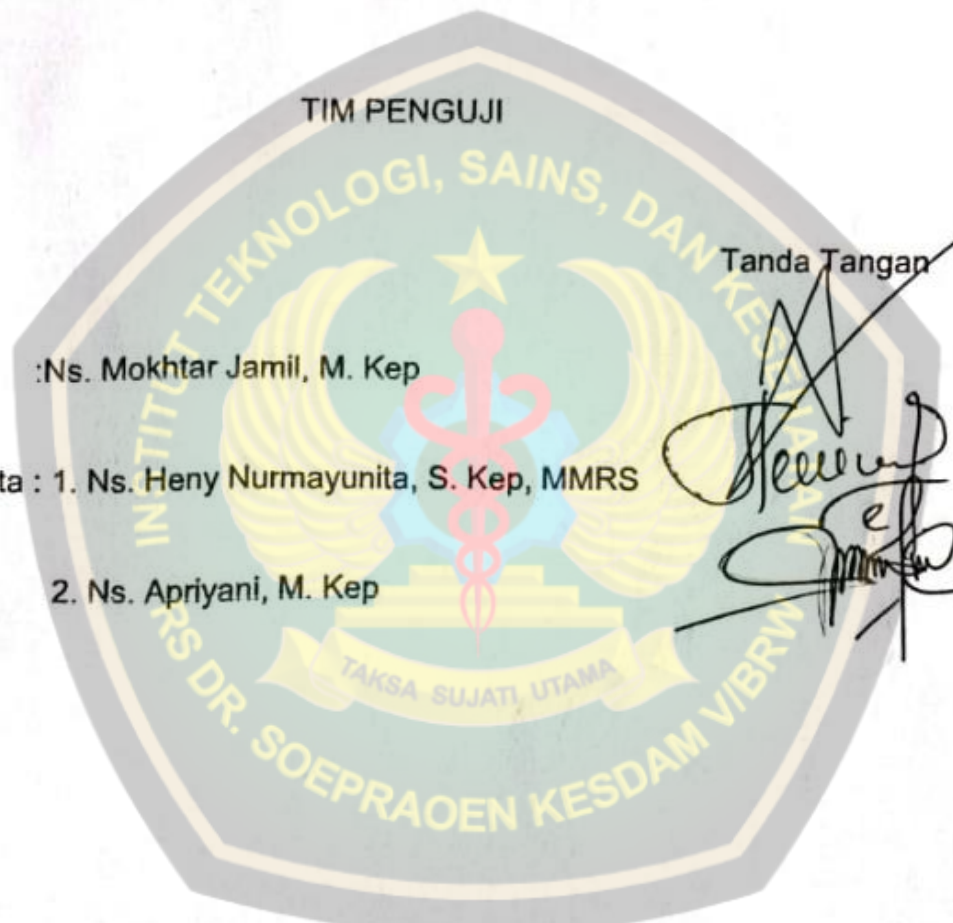 TIM PENGUJI
Tanda Tangan
:Ns. Mokhtar Jamil, M. Kep
ta : 1. Ns. Heny Nurmayunita, S. Kep, MMRS
2. Ns. Apriyani, M. Kep
INSTITUT TEKNOLOGI, SAINS, DAN KESEHATAN
RS DR. SOEPRAOEN KESDAM V/BRW
TAKSA SUJATI UTAMA